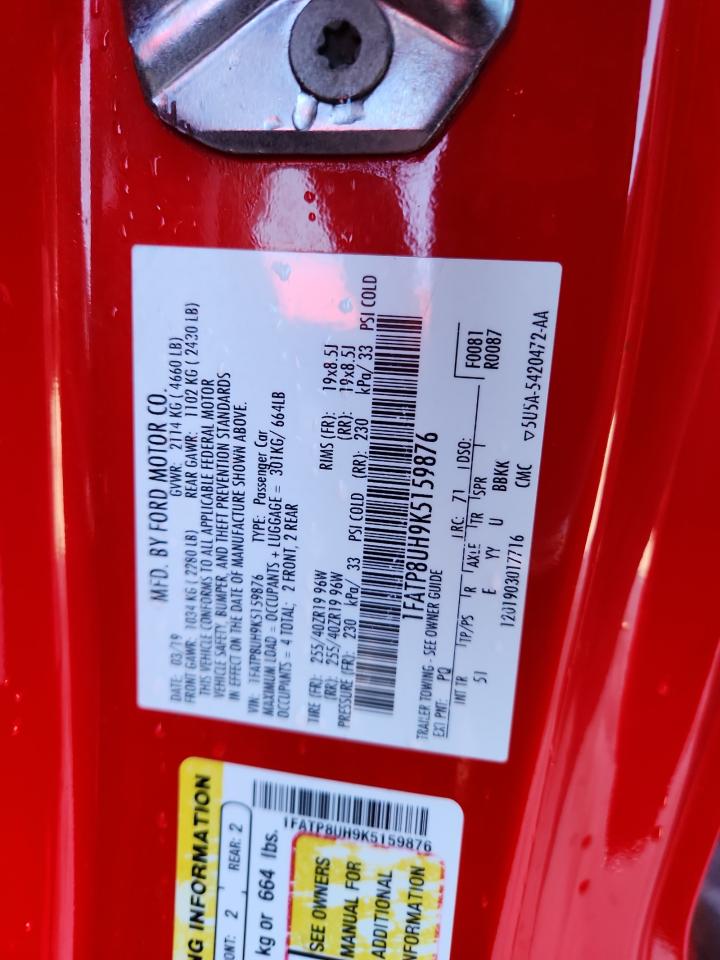 MFD. BY FORD MOTOR CO.
DATE: 03/19 GVWR: 2114 KG ( 4660 LB)
FRONT GAWR: 1034 KG ( 2280 LB) REAR GAWR: 1102 KG ( 2430 LB)
THIS VEHICLE CONFORMS TO ALL APPLICABLE FEDERAL MOTOR
VEHICLE SAFETY, BUMPER, AND THEFT PREVENTION STANDARDS
IN EFFECT ON THE DATE OF MANUFACTURE SHOWN ABOVE.
VIN: 1FATP8UH9K5159876 TYPE: Passenger Car
MAXIMUM LOAD = OCCUPANTS + LUGGAGE = 301KG/ 664LB
OCCUPANTS = 4 TOTAL; 2 FRONT, 2 REAR
TIRE (FR): 255/40ZR19 96W RIMS (FR): 19x8.5J
(RR): 255/40ZR19 96W (RR): 19x8.5J
PRESSURE (FR): 230 kPa/ 33 PSI COLD (RR): 230 kPa/ 33 PSI COLD
1FATP8UH9K5159876
TRAILER TOWING - SEE OWNER GUIDE
EXT PNT: PQ RC: 71 DSO:
F0081
R0087
INT TR TP/PS R AXLE TR SPR
51 E YY U BBKK
1201903017716 CMC
▽5U5A-5420472-AA
NG INFORMATION
ONT: 2 REAR: 2
kg or 664 lbs.
1FATP8UH9K5159876
SEE OWNERS
MANUAL FOR
ADDITIONAL
INFORMATION